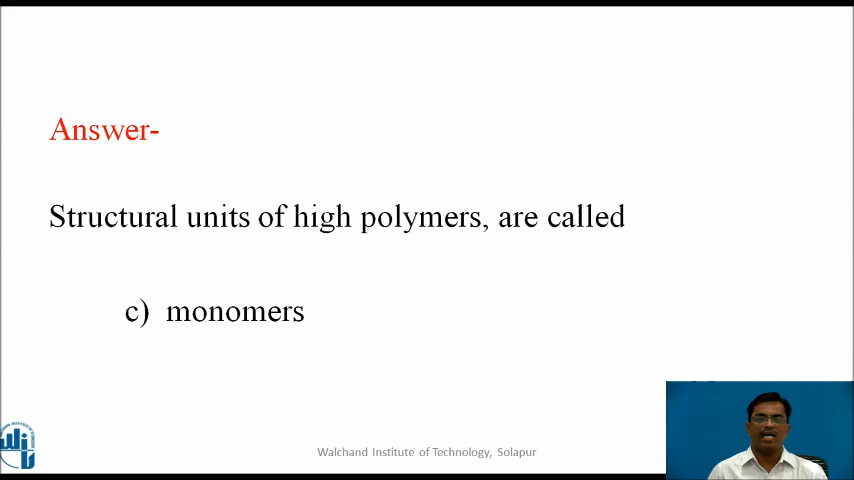 Answer-
Structural units of high polymers, are called
c) monomers
Walchand Institute of Technology, Solapur